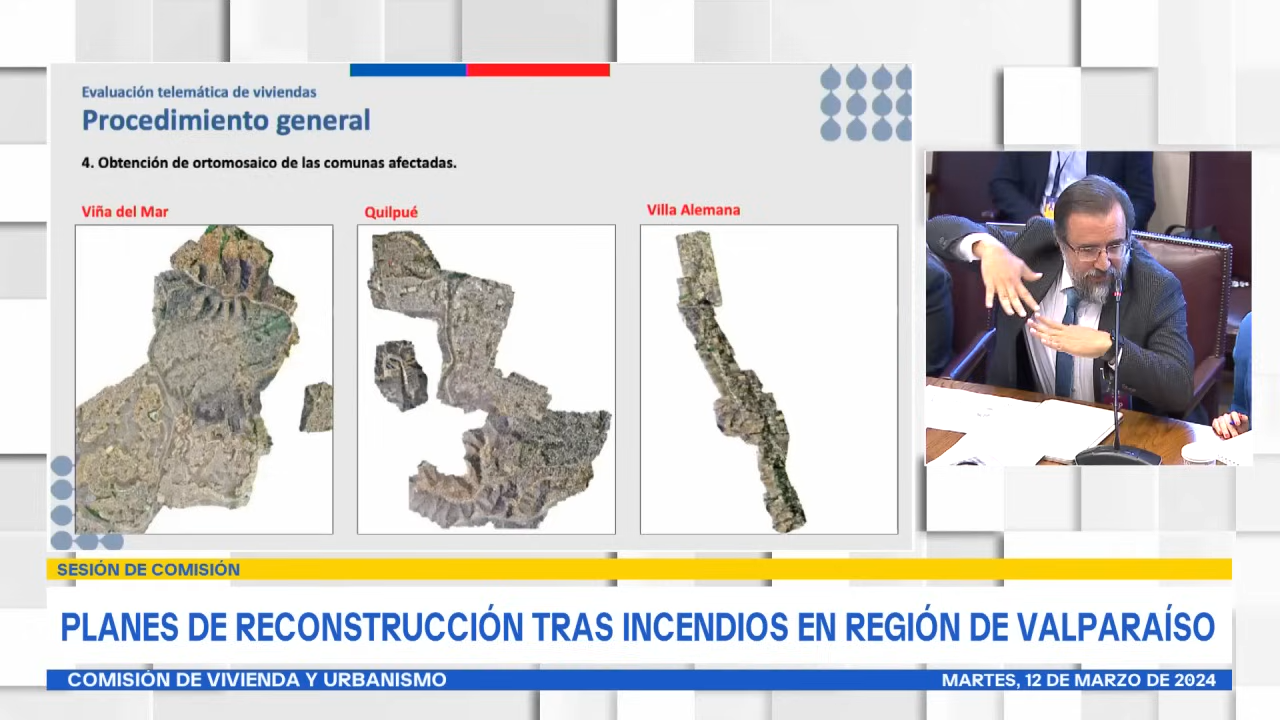 Evaluación telemática de viviendas
Procedimiento general
4. Obtención de ortomosaico de las comunas afectadas.
Viña del Mar
Quilpué
Villa Alemana
SESIÓN DE COMISIÓN
PLANES DE RECONSTRUCCIÓN TRAS INCENDIOS EN REGIÓN DE VALPARAÍSO
COMISIÓN DE VIVIENDA Y URBANISMO
MARTES, 12 DE MARZO DE 2024